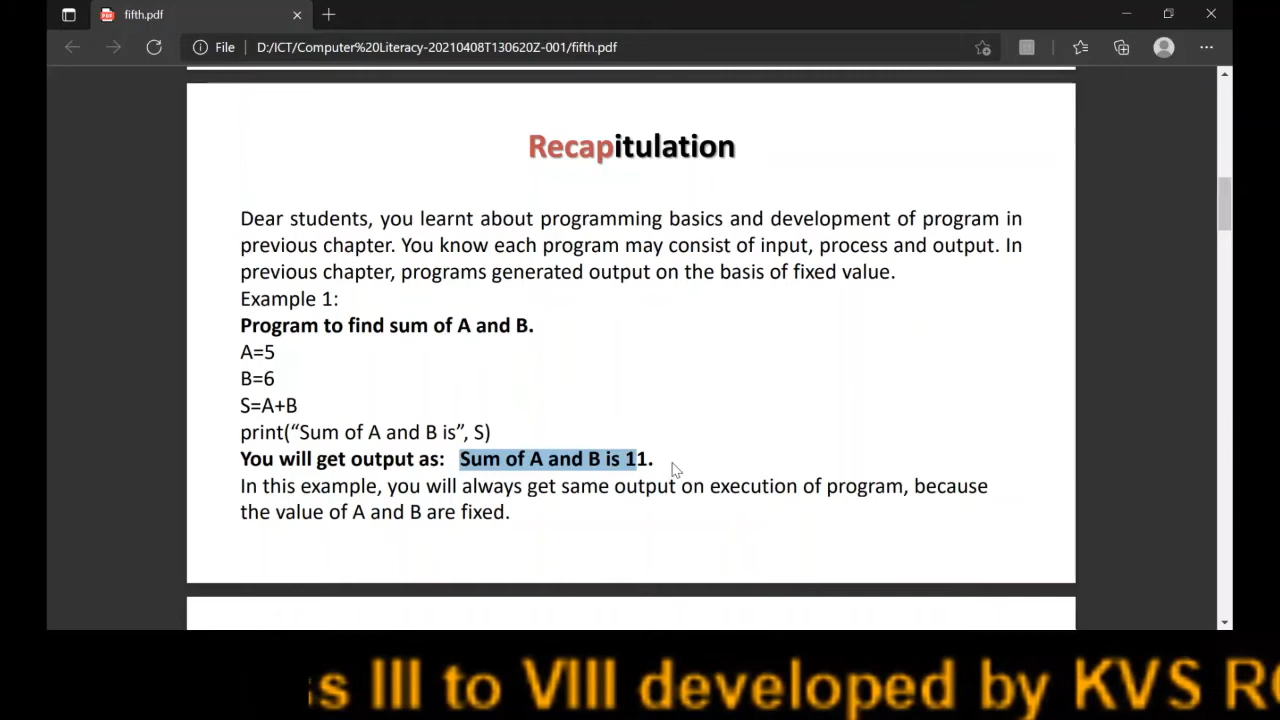 fifth.pdf
File
D:/ICT/Computer%20Literacy-20210408T130620Z-001/fifth.pdf
Recapitulation
Dear students, you learnt about programming basics and development of program in
previous chapter. You know each program may consist of input, process and output. In
previous chapter, programs generated output on the basis of fixed value.
Example 1:
Program to find sum of A and B.
A=5
B=6
S=A+B
print(“Sum of A and B is”, S)
You will get output as: Sum of A and B is 11.
In this example, you will always get same output on execution of program, because
the value of A and B are fixed.
s III to VIII developed by KVS R